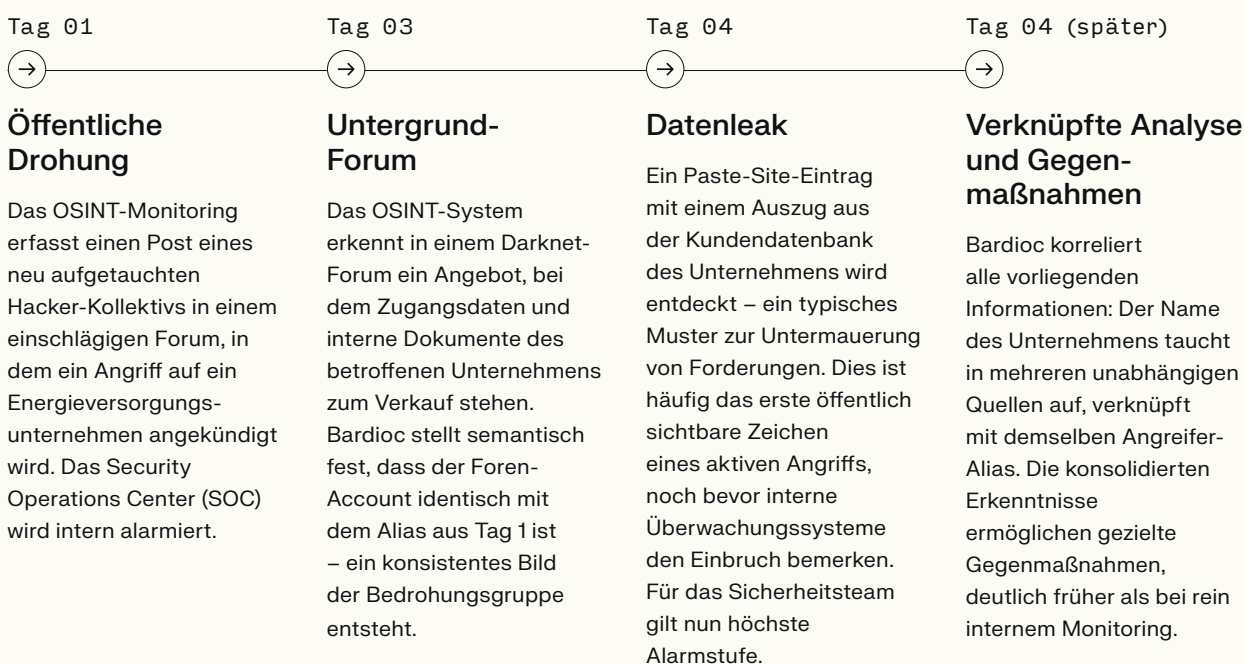 Tag 01
Öffentliche
Drohung
Das OSINT-Monitoring
erfasst einen Post eines
neu aufgetauchten
Hacker-Kollektivs in einem
einschlägigen Forum, in
dem ein Angriff auf ein
Energieversorgungs-
unternehmen angekündigt
wird. Das Security
Operations Center (SOC)
wird intern alarmiert.
Tag 03
Untergrund-
Forum
Das OSINT-System
erkennt in einem Darknet-
Forum ein Angebot, bei
dem Zugangsdaten und
interne Dokumente des
betroffenen Unternehmens
zum Verkauf stehen.
Bardioc stellt semantisch
fest, dass der Foren-
Account identisch mit
dem Alias aus Tag 1 ist
– ein konsistentes Bild
der Bedrohungsgruppe
entsteht.
Tag 04
Datenleak
Ein Paste-Site-Eintrag
mit einem Auszug aus
der Kundendatenbank
des Unternehmens wird
entdeckt – ein typisches
Muster zur Untermauerung
von Forderungen. Dies ist
häufig das erste öffentlich
sichtbare Zeichen
eines aktiven Angriffs,
noch bevor interne
Überwachungssysteme
den Einbruch bemerken.
Für das Sicherheitsteam
gilt nun höchste
Alarmstufe.
Tag 04 (später)
Verknüpfte Analyse
und Gegen-
maßnahmen
Bardioc korreliert
alle vorliegenden
Informationen: Der Name
des Unternehmens taucht
in mehreren unabhängigen
Quellen auf, verknüpft
mit demselben Angreifer-
Alias. Die konsolidierten
Erkenntnisse
ermöglichen gezielte
Gegenmaßnahmen,
deutlich früher als bei rein
internem Monitoring.